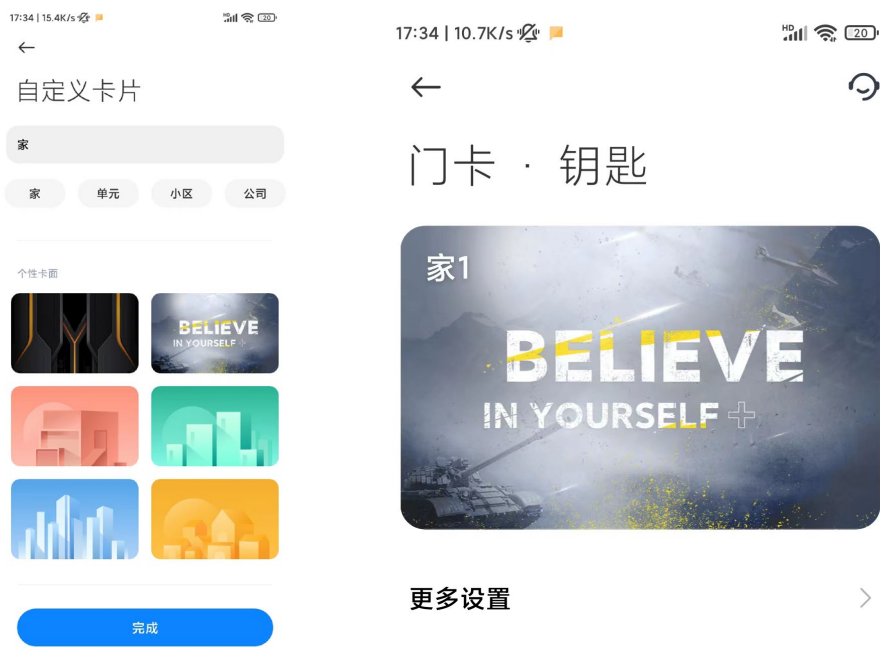 17:34 | 15.4K/s
HD
20
自定义卡片
家
家
单元
小区
公司
个性卡面
BELIEVE
IN YOURSELF+
完成
17:34 | 10.7K/s
HD
20
门卡 · 钥匙
家1
BELIEVE
IN YOURSELF+
更多设置